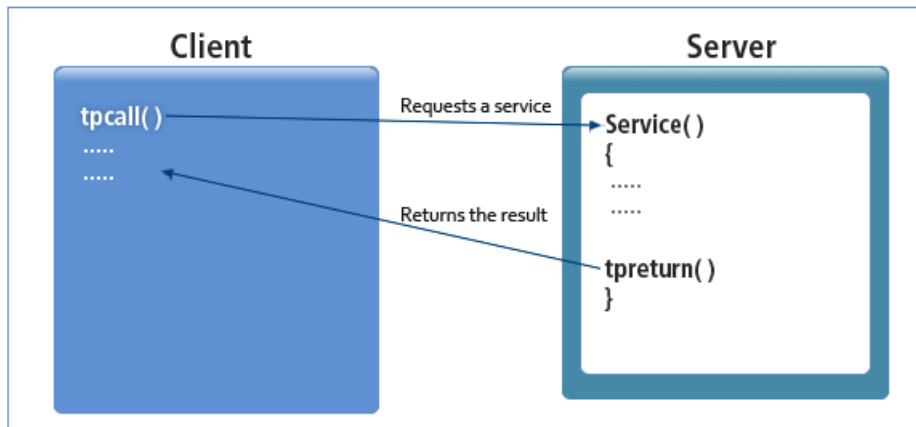 Client
Server
tpcall( )
.....
.....
Requests a service
Returns the result
Service( )
{
.....
.....
tpreturn( )
}